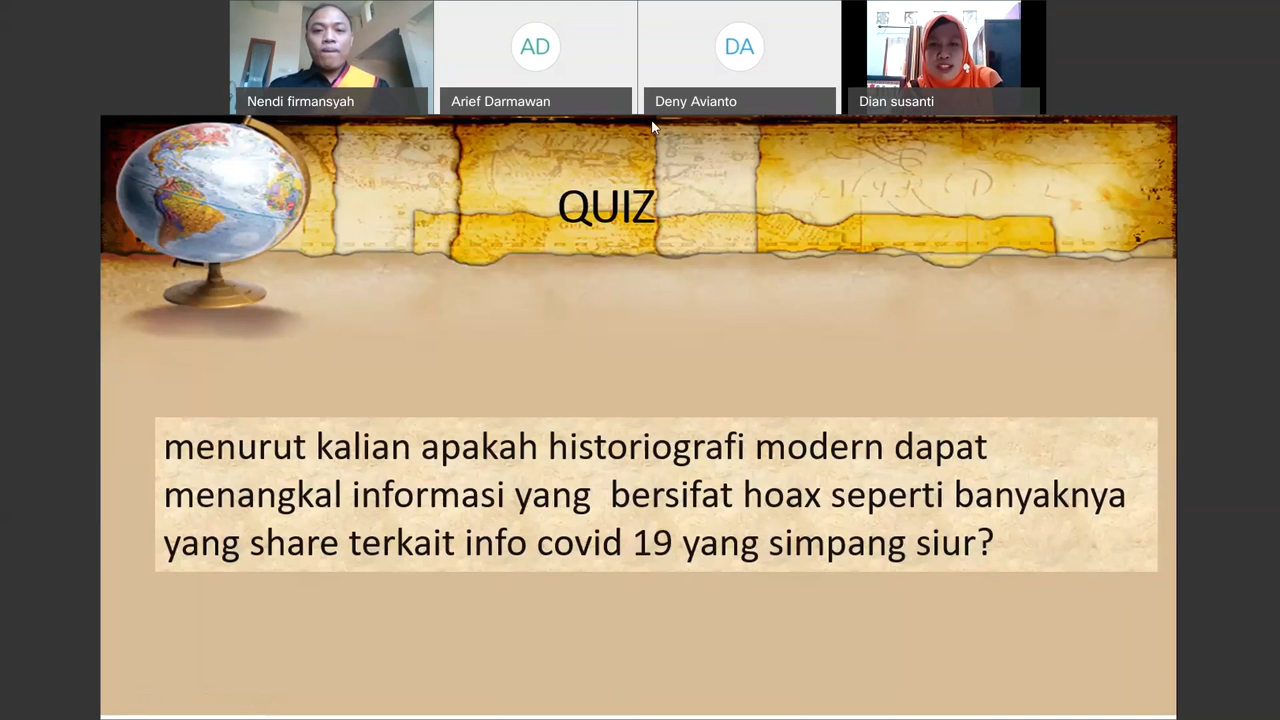 Nendi firmansyah
AD
Arief Darmawan
DA
Deny Avianto
Dian susanti
QUIZ
menurut kalian apakah historiografi modern dapat
menangkal informasi yang bersifat hoax seperti banyaknya
yang share terkait info covid 19 yang simpang siur?